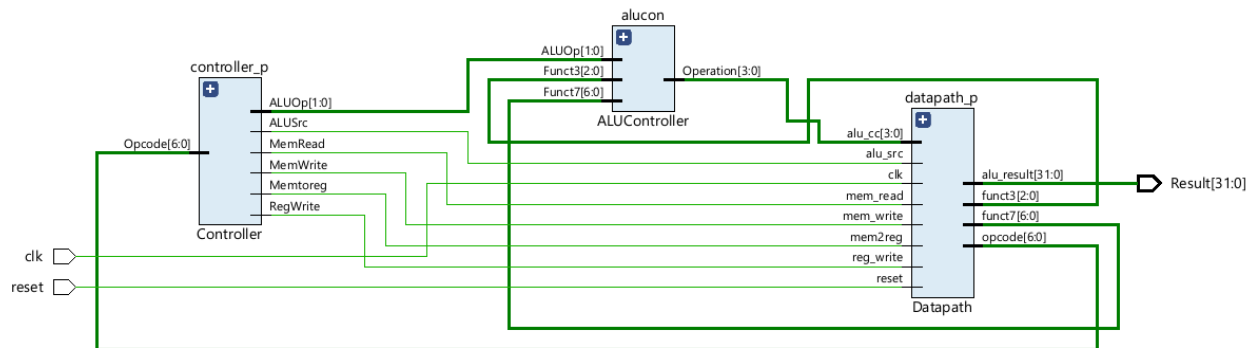 alucon
ALUOp[1:0]
Funct3[2:0]
Funct7[6:0]
Operation[3:0]
ALUController
controller_p
Opcode[6:0]
ALUOp[1:0]
ALUSrc
MemRead
MemWrite
Memtoreg
RegWrite
Controller
datapath_p
alu_cc[3:0]
alu_src
clk
mem_read
mem_write
mem2reg
reg_write
reset
alu_result[31:0]
funct3[2:0]
funct7[6:0]
opcode[6:0]
Datapath
Result[31:0]
clk
reset